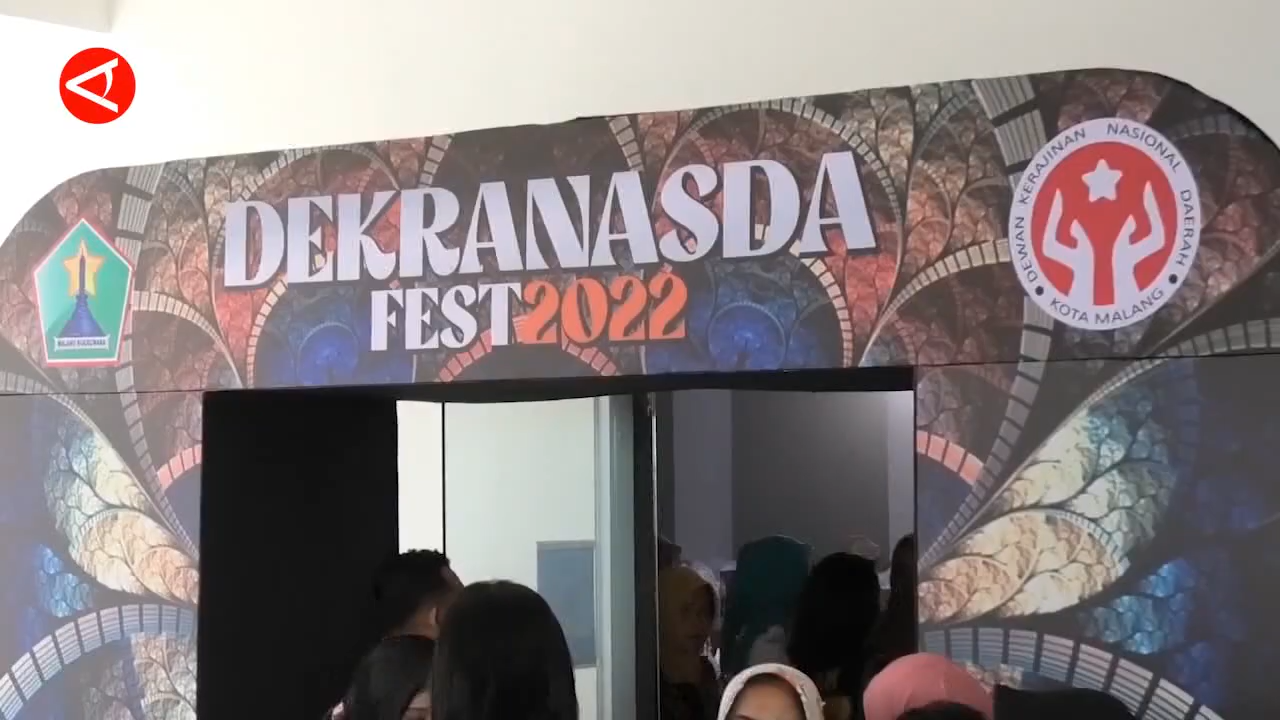 DEKRANASDA
FEST2022
DEWAN KERAJINAN NASIONAL DAERAH
KOTA MALANG